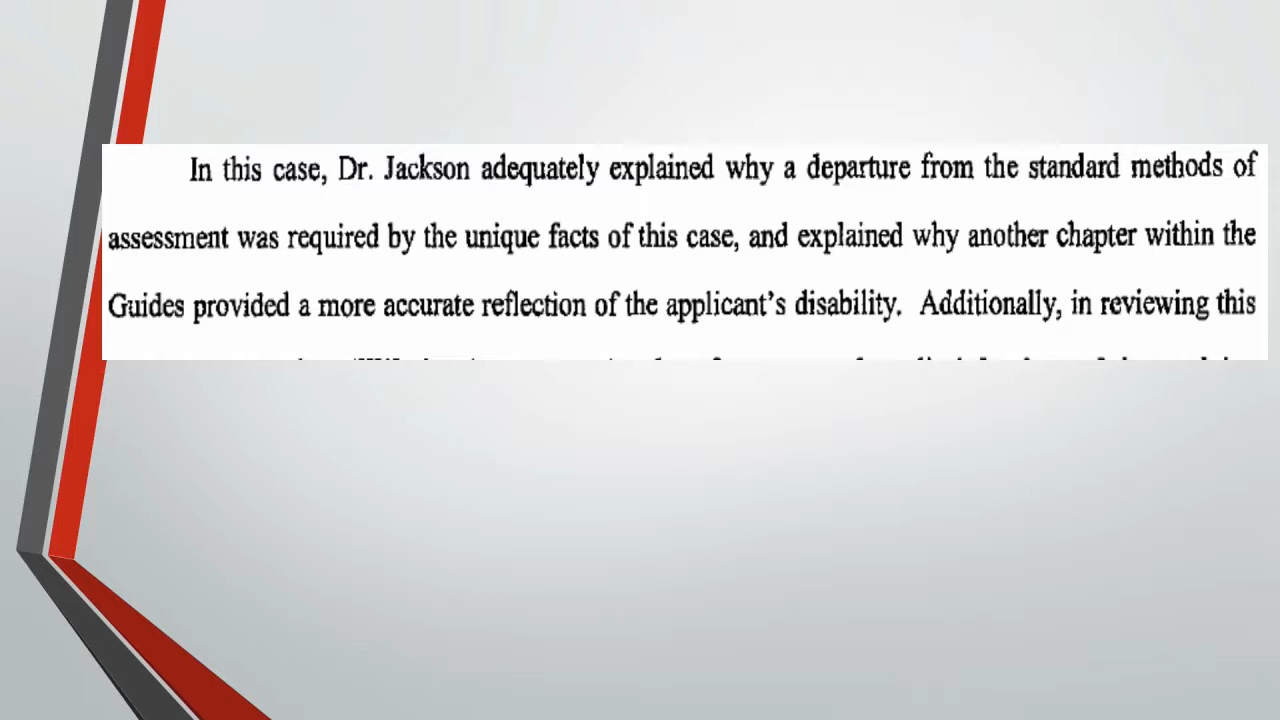 In this case, Dr. Jackson adequately explained why a departure from the standard methods of
assessment was required by the unique facts of this case, and explained why another chapter within the
Guides provided a more accurate reflection of the applicant's disability.  Additionally, in reviewing this